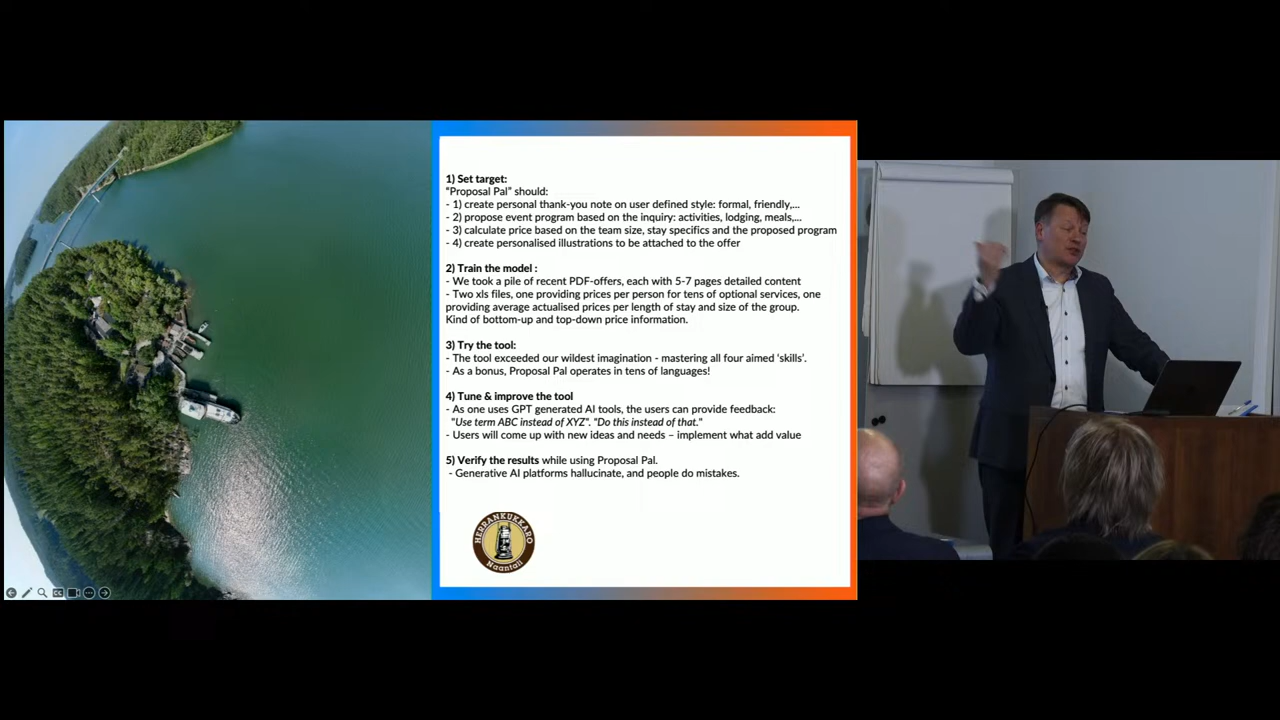 1) Set target:
“Proposal Pal” should:
- 1) create personal thank-you note on user defined style: formal, friendly,...
- 2) propose event program based on the inquiry: activities, lodging, meals,...
- 3) calculate price based on the team size, stay specifics and the proposed program
- 4) create personalised illustrations to be attached to the offer
2) Train the model :
- We took a pile of recent PDF-offers, each with 5-7 pages detailed content
- Two xls files, one providing prices per person for tens of optional services, one
providing average actualised prices per length of stay and size of the group.
Kind of bottom-up and top-down price information.
3) Try the tool:
- The tool exceeded our wildest imagination - mastering all four aimed ‘skills’.
- As a bonus, Proposal Pal operates in tens of languages!
4) Tune & improve the tool
- As one uses GPT generated AI tools, the users can provide feedback:
"Use term ABC instead of XYZ”. “Do this instead of that."
- Users will come up with new ideas and needs – implement what add value
5) Verify the results while using Proposal Pal.
- Generative AI platforms hallucinate, and people do mistakes.
HERRANKUKKARO
Naantali